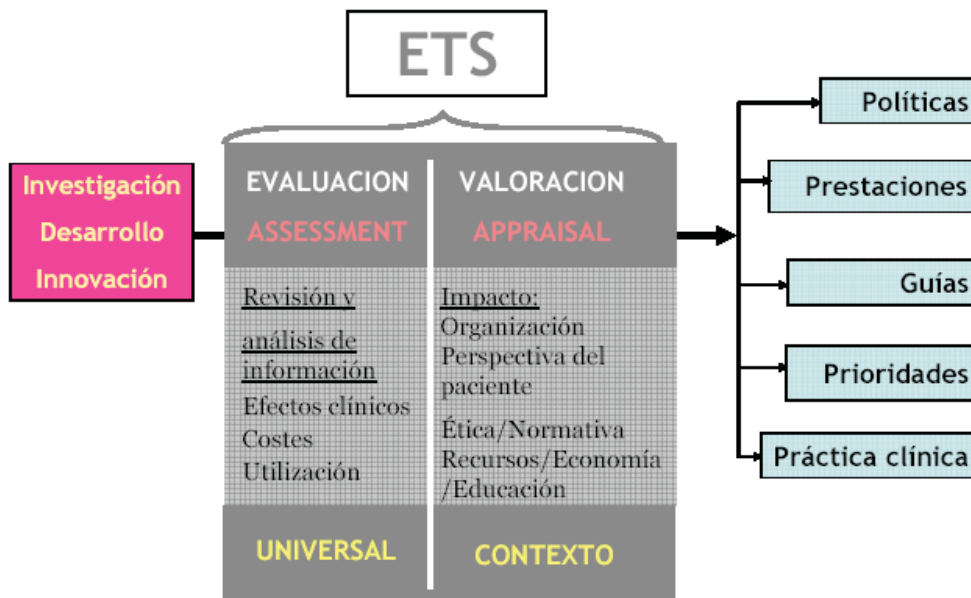 ETS
Investigación
Desarrollo
Innovación
EVALUACION
ASSESSMENT
Revisión y
análisis de
información
Efectos clínicos
Costes
Utilización
UNIVERSAL
VALORACION
APPRAISAL
Impacto:
Organización
Perspectiva del
paciente
Ética/Normativa
Recursos/Economía
/Educación
CONTEXTO
Políticas
Prestaciones
Guías
Prioridades
Práctica clínica